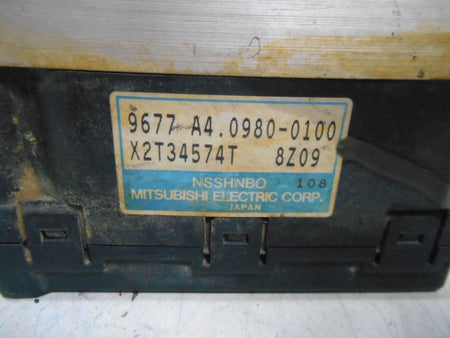 9677 A4.0980-0100
X2T34574T 8Z09
NISSHINBO 108
MITSUBISHI ELECTRIC CORP.
JAPAN